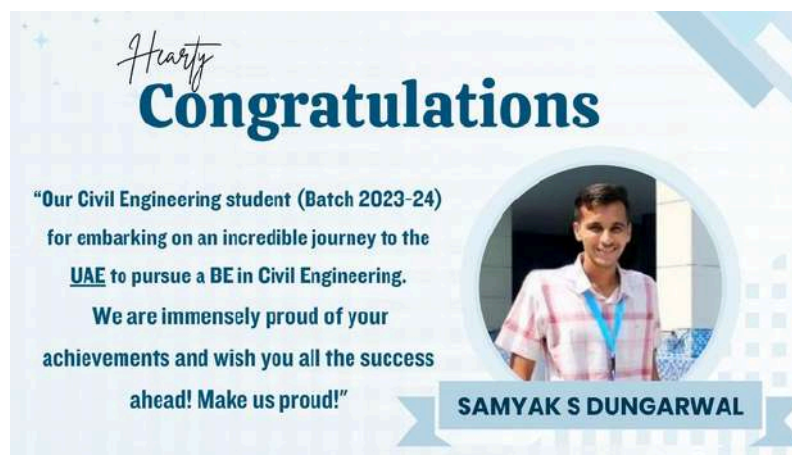 Hearty
Congratulations
“Our Civil Engineering student (Batch 2023-24)
for embarking on an incredible journey to the
UAE to pursue a BE in Civil Engineering.
We are immensely proud of your
achievements and wish you all the success
ahead! Make us proud!”
SAMYAK S DUNGARWAL